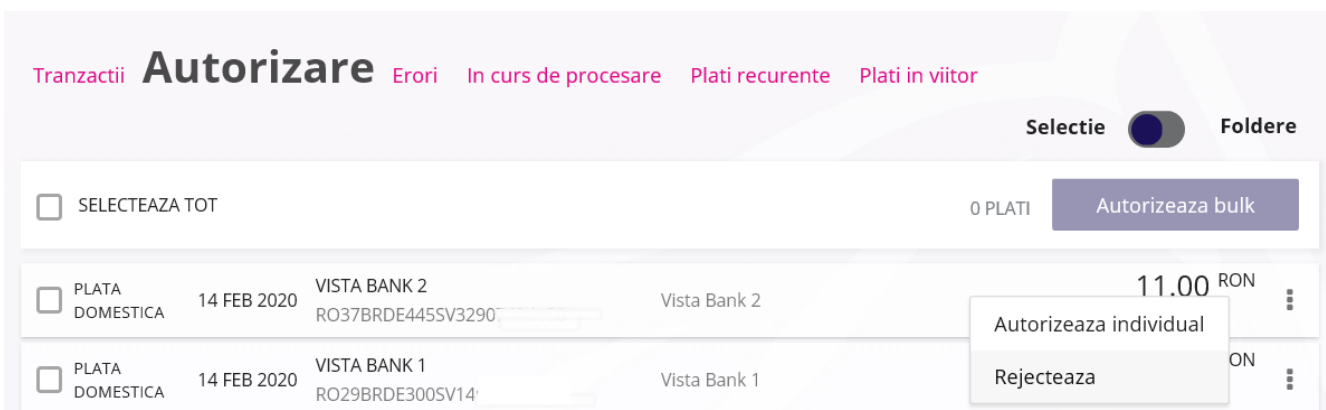 Tranzactii Autorizare Erori In curs de procesare Plati recurente Plati in viitor
Selectie Foldere
SELECTEAZA TOT 0 PLATI Autorizeaza bulk
PLATA DOMESTICA 14 FEB 2020 VISTA BANK 2 Vista Bank 2 11.00 RON
RO37BRDE445SV3290
Autorizeaza individual
PLATA DOMESTICA 14 FEB 2020 VISTA BANK 1 Vista Bank 1 ON
RO29BRDE300SV14
Rejecteaza